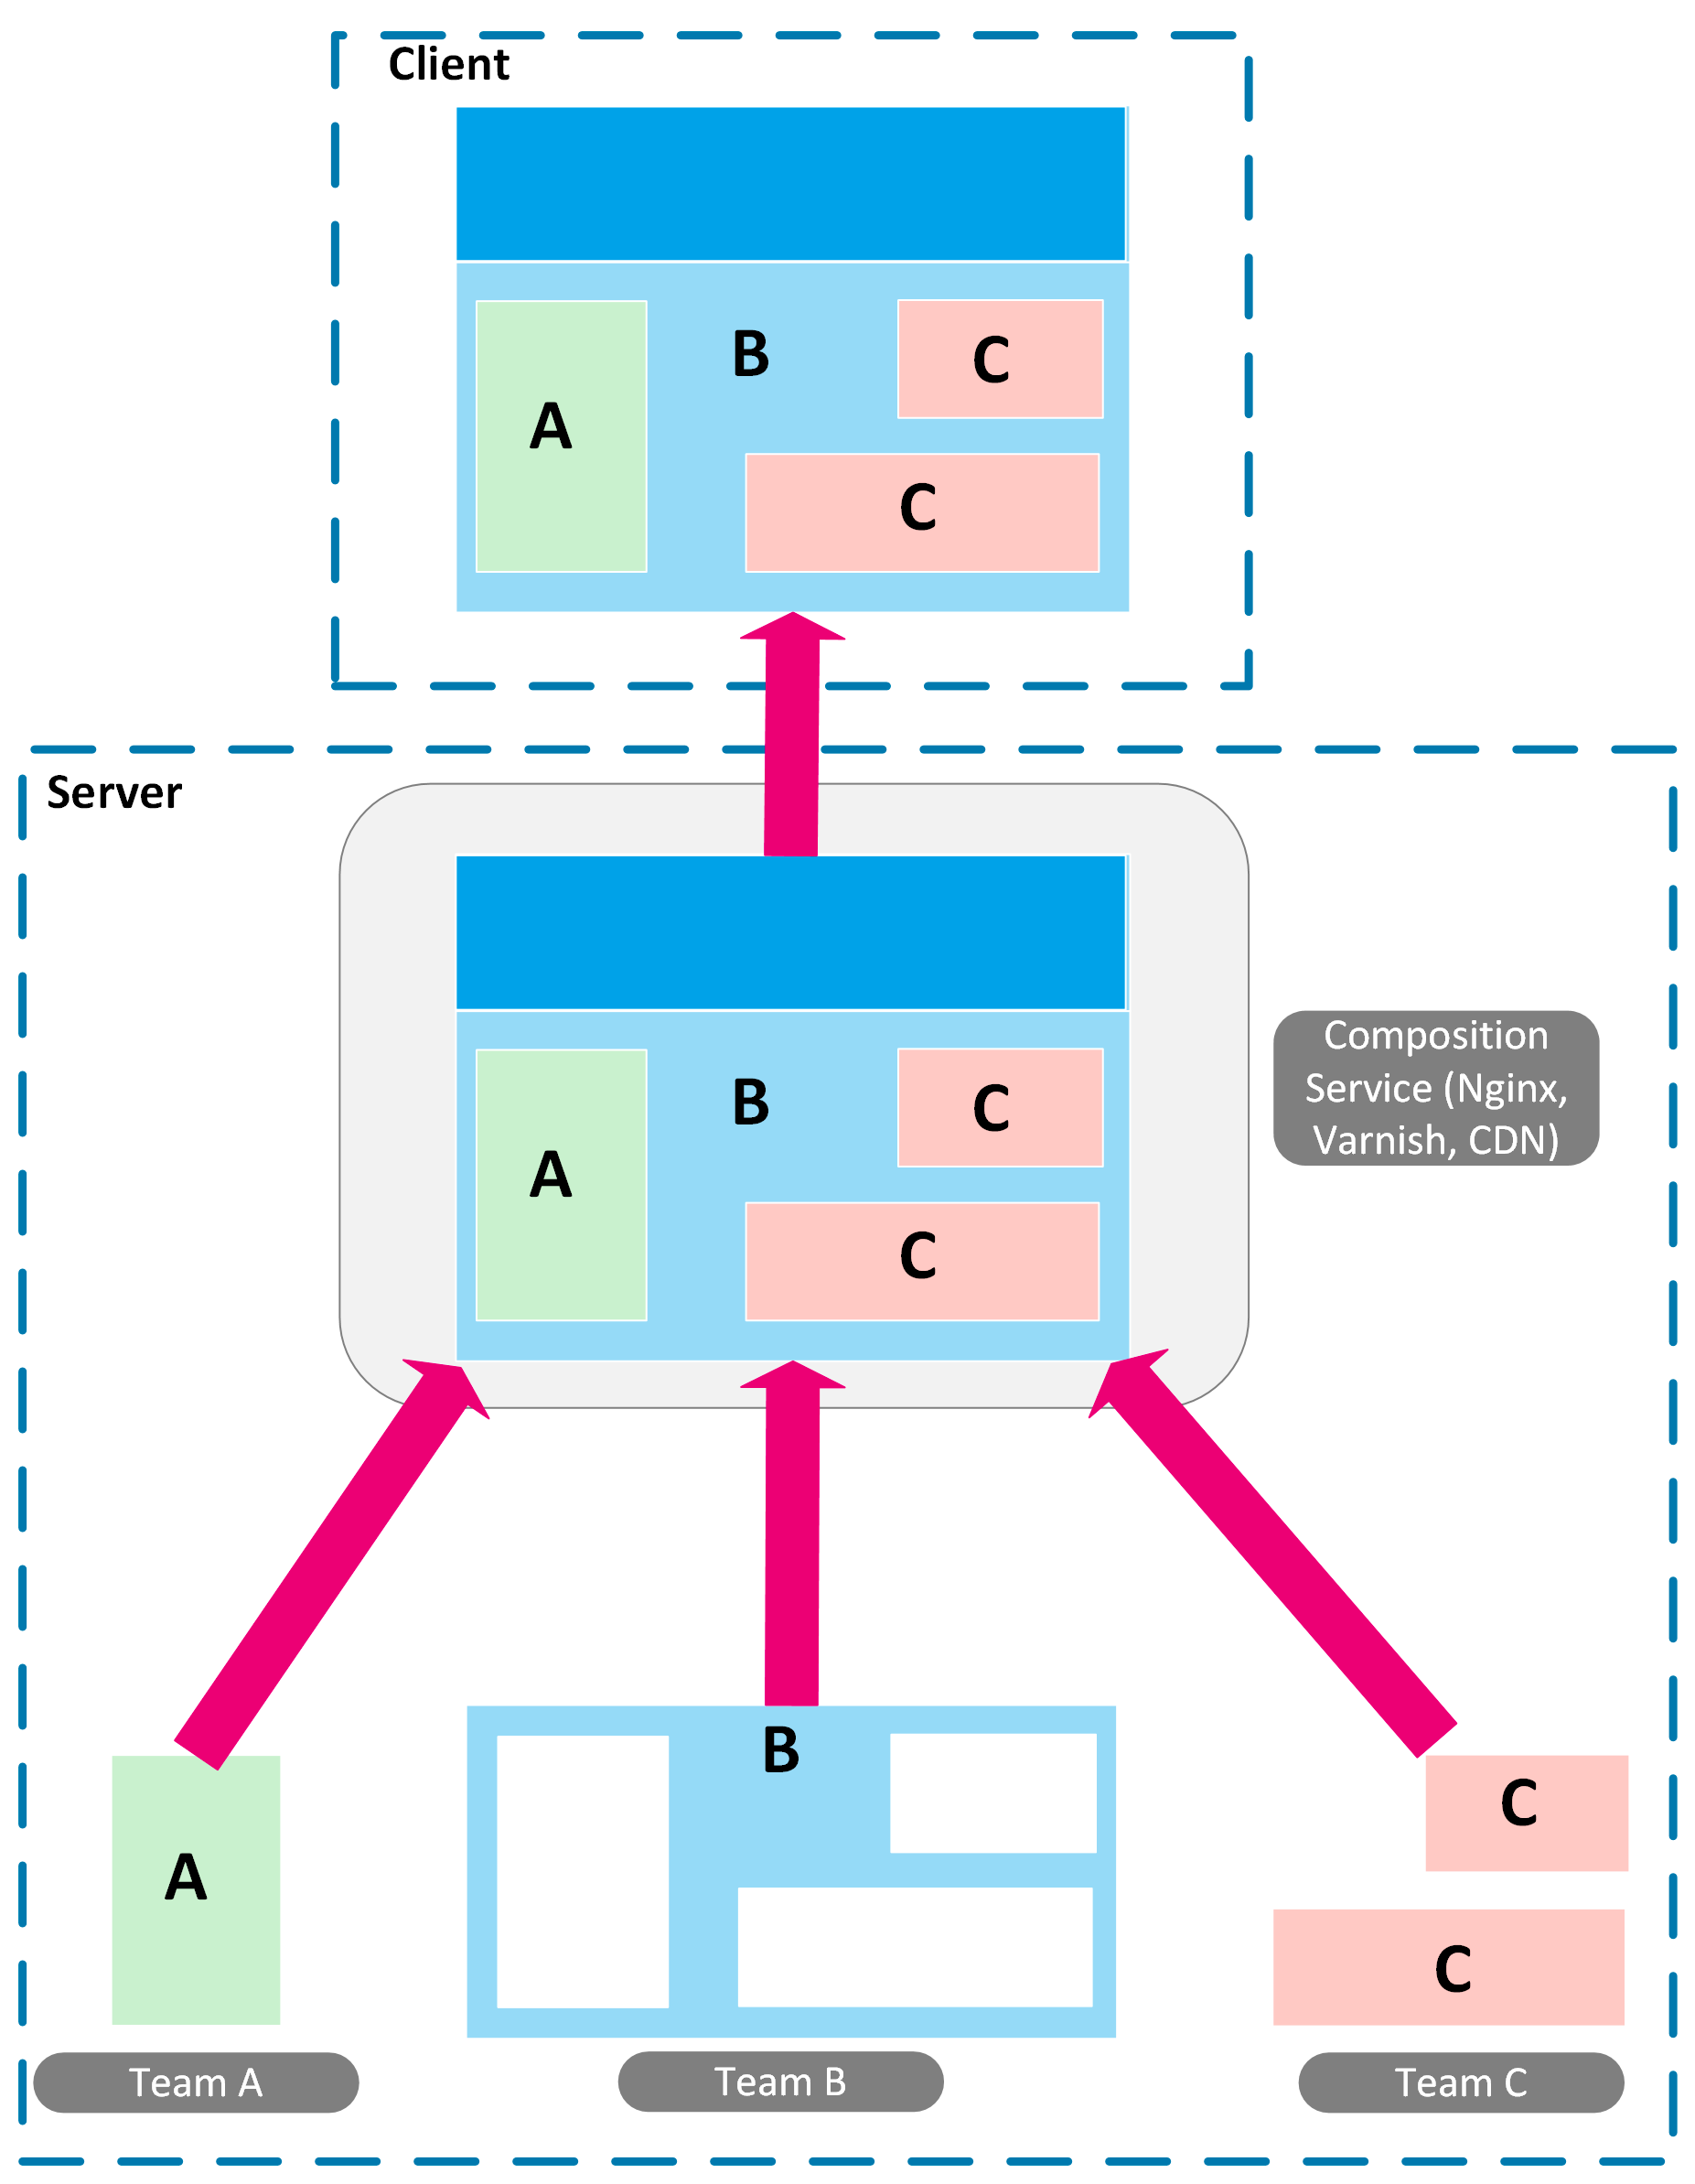 Client
B
C
A
C
Server
Composition
Service (Nginx,
Varnish, CDN)
B
C
A
C
B
C
A
C
Team A
Team B
Team C